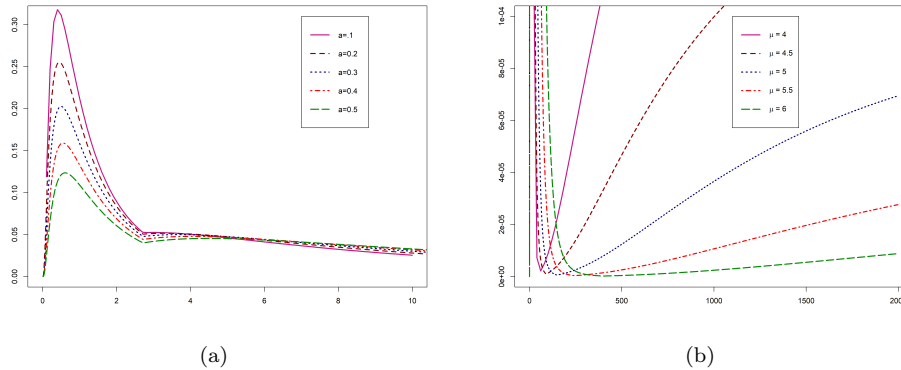 0.30
0.25
0.20
0.15
0.10
0.05
0.00
0
2
4
6
8
10
a=.1
a=0.2
a=0.3
a=0.4
a=0.5
(a)
1e-04
8e-05
6e-05
4e-05
2e-05
0e+00
0
500
1000
1500
2000
μ = 4
μ = 4.5
μ = 5
μ = 5.5
μ = 6
(b)